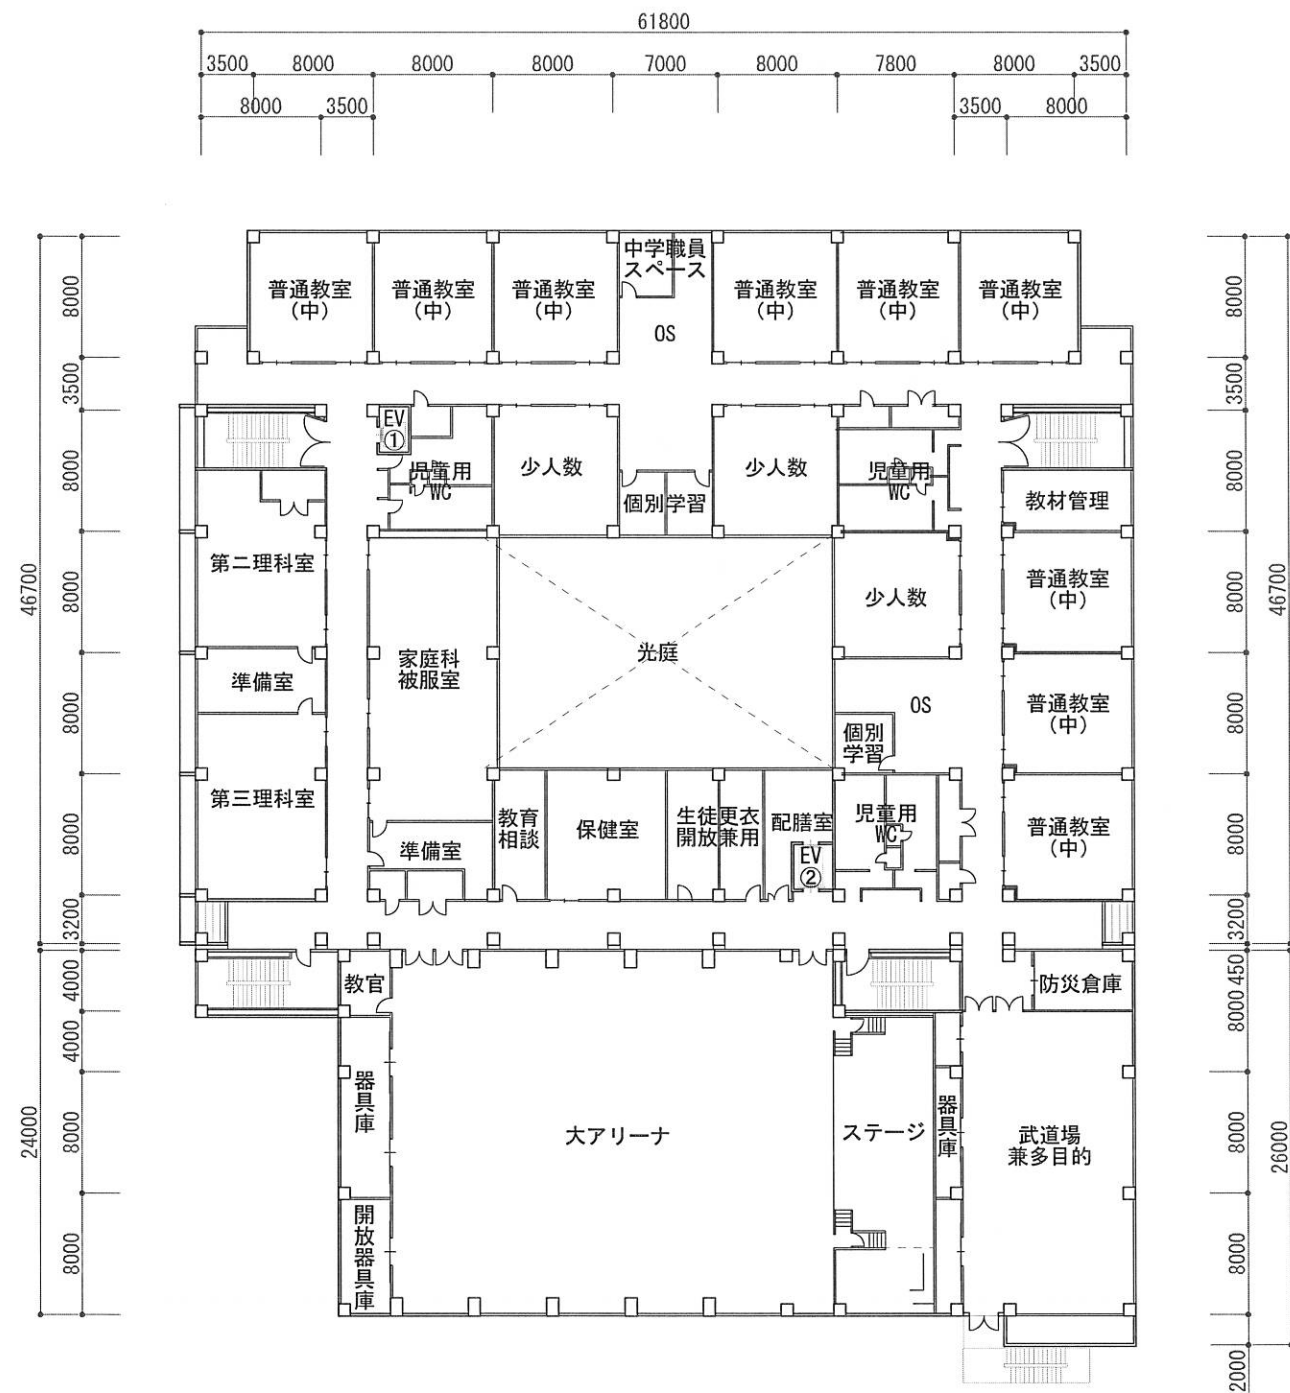 61800
3500 8000 8000 8000 7000 8000 7800 8000 3500
8000 3500 3500 8000
中学職員
スペース
普通教室
(中)
普通教室
(中)
普通教室
(中)
普通教室
(中)
普通教室
(中)
普通教室
(中)
OS
EV
①
児童用
WC
少人数
個別 学習
少人数
児童用
WC
教材管理
第二理科室
少人数
普通教室
(中)
家庭科
被服室
光庭
準備室
OS
普通教室
(中)
個別
学習
第三理科室
準備室
教育
相談
保健室
生徒
開放
更衣
兼用
配膳室
EV
②
児童用
WC
普通教室
(中)
教官
防災倉庫
器具庫
大アリーナ
ステージ
器具庫
武道場
兼多目的
開放器具庫
46700
24000
8000
3500
8000
8000
8000
8000
3200
4000
4000
8000
8000
8000
3500
8000
8000
8000
8000
3200
450
8000
8000
8000
2000
46700
26000